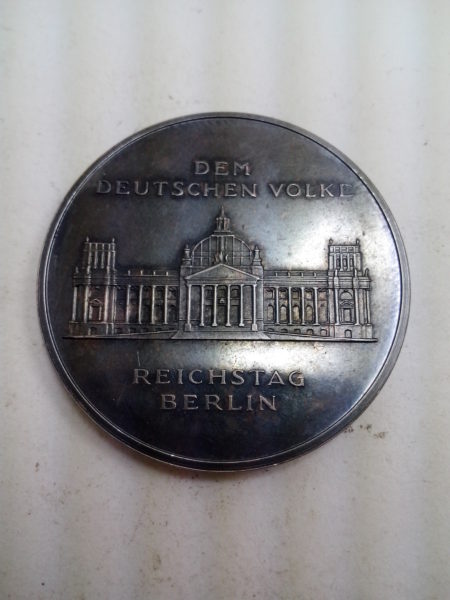 DEM
DEUTSCHEN VOLKE
REICHSTAG
BERLIN